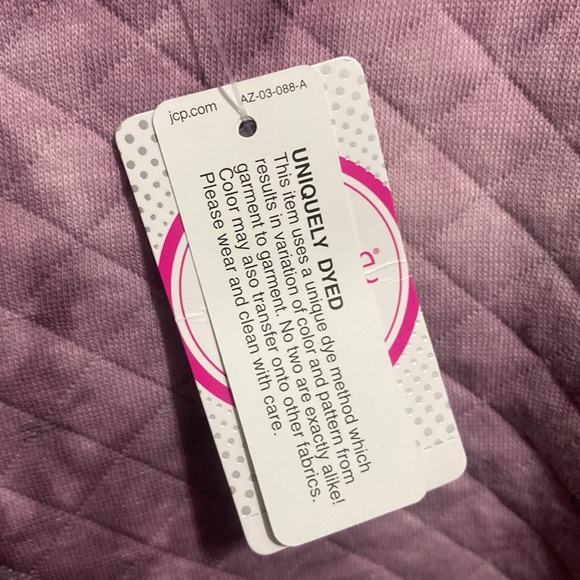 jcp.com AZ-03-088-A
UNIQUELY DYED
This item uses a unique dye method which
results in variation of color and pattern from
garment to garment. No two are exactly alike!
Color may also transfer onto other fabrics.
Please wear and clean with care.